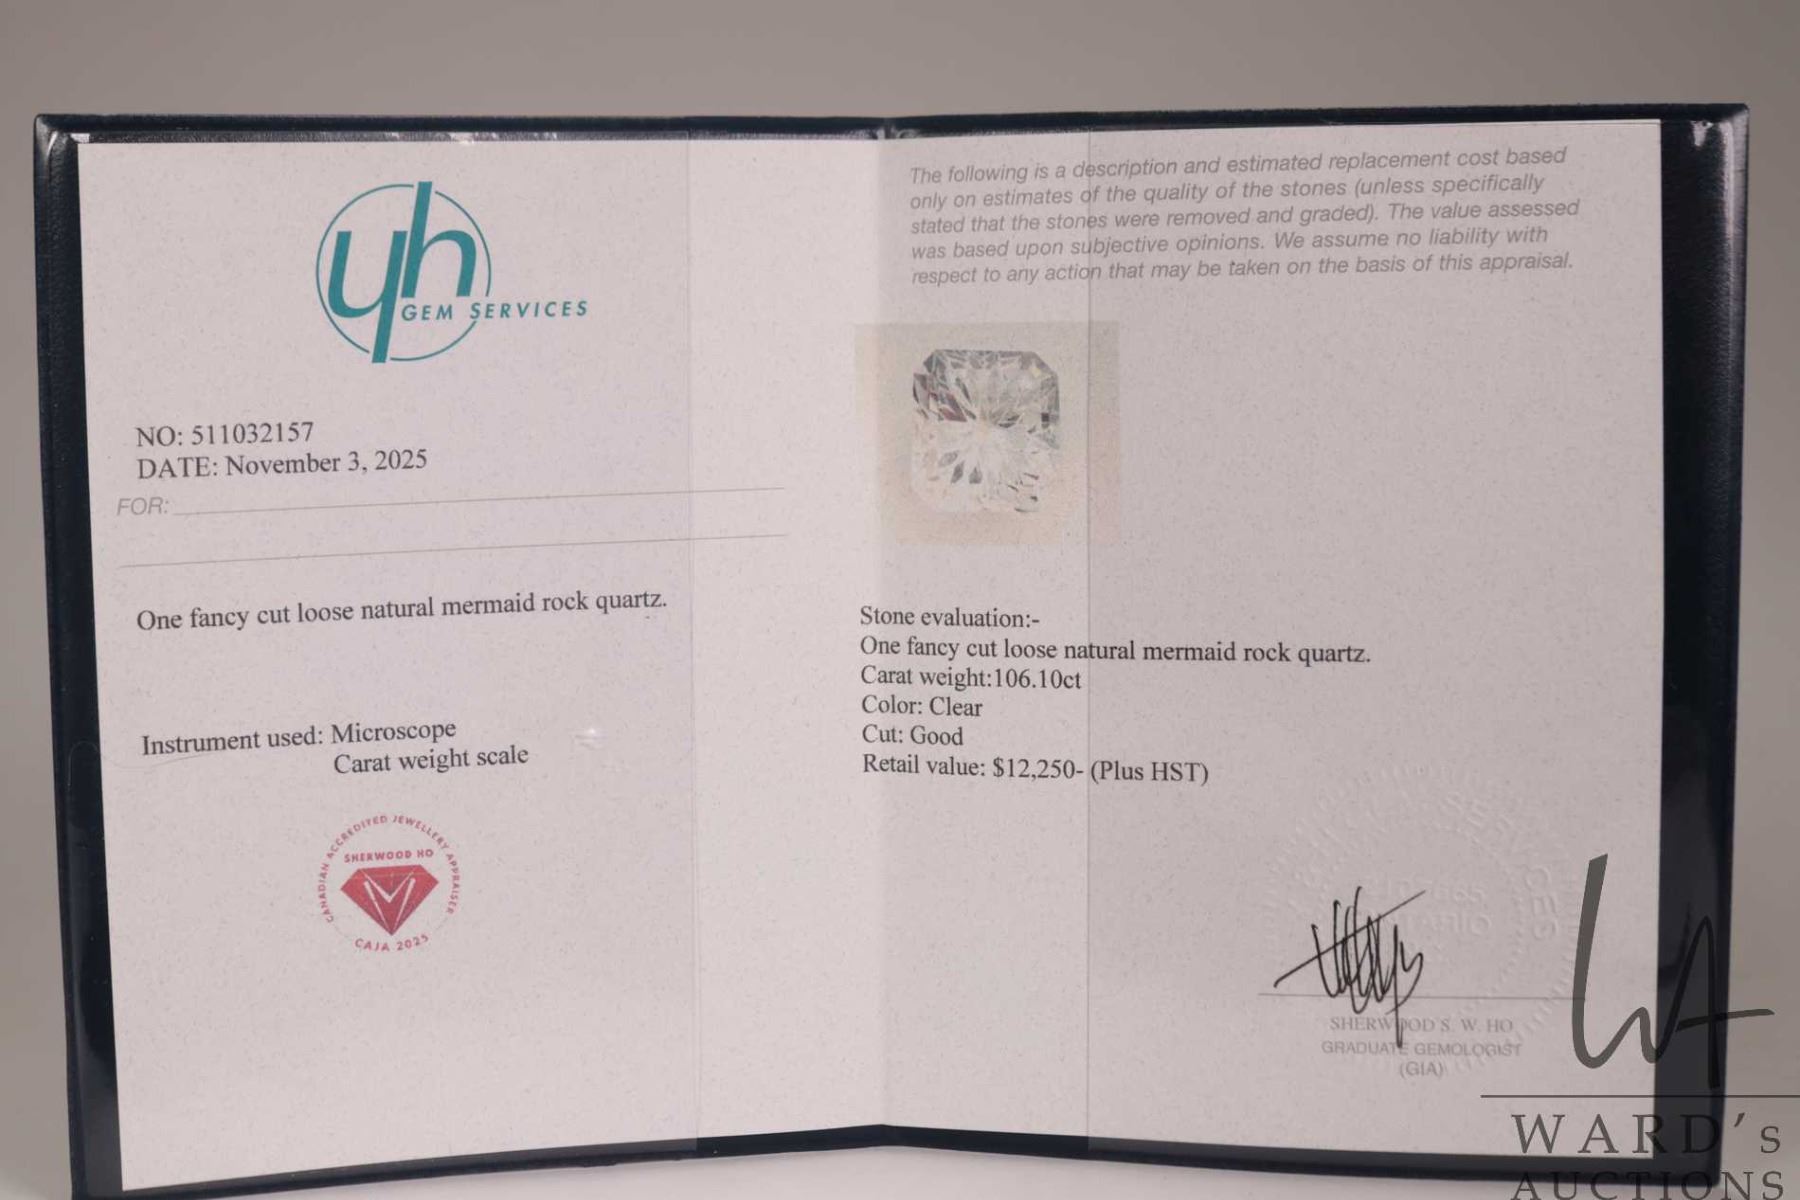 yh
GEM SERVICES
NO: 511032157
DATE: November 3, 2025
FOR:
One fancy cut loose natural mermaid rock quartz.
Instrument used: Microscope
Carat weight scale
CANADIAN ACCREDITED JEWELLERY APPRAISER
SHERWOOD HO
CAJA 2025
The following is a description and estimated replacement cost based
only on estimates of the quality of the stones (unless specifically
stated that the stones were removed and graded). The value assessed
was based upon subjective opinions. We assume no liability with
respect to any action that may be taken on the basis of this appraisal.
Stone evaluation:-
One fancy cut loose natural mermaid rock quartz.
Carat weight:106.10ct
Color: Clear
Cut: Good
Retail value: $12,250- (Plus HST)
SHERWOOD S. W. HO
GRADUATE GEMOLOGIST
(GIA)
WA
WARD's
AUCTIONS